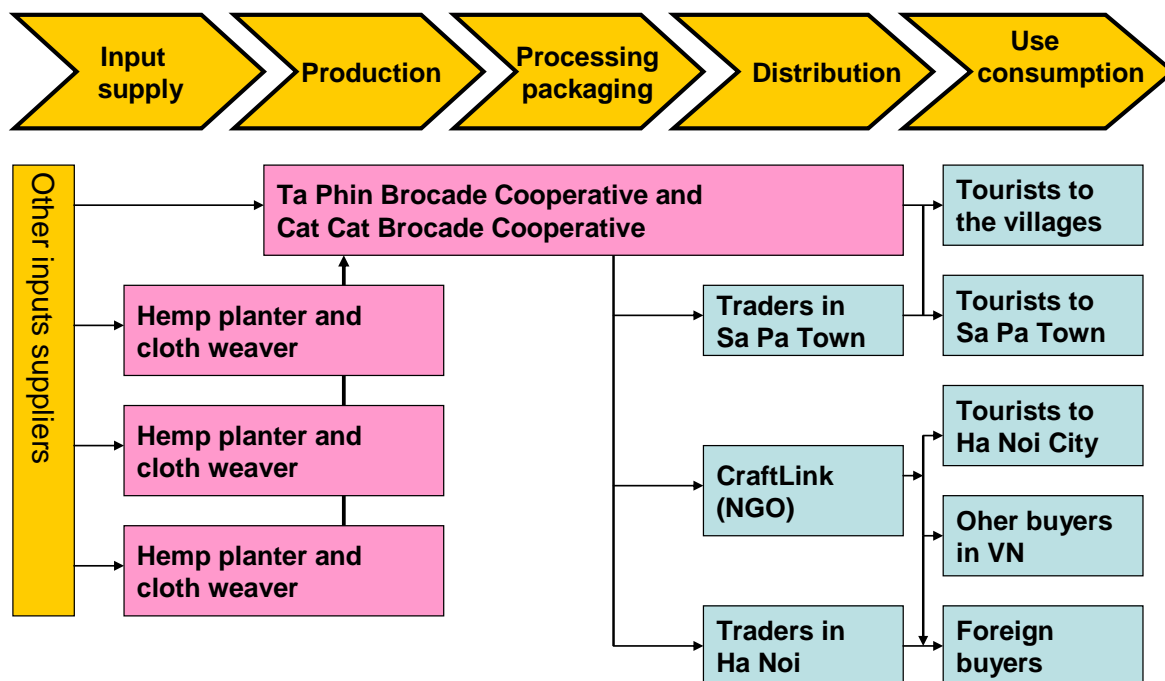 Input
supply
Production
Processing
packaging
Distribution
Use
consumption
Other inputs suppliers
Ta Phin Brocade Cooperative and
Cat Cat Brocade Cooperative
Tourists to
the villages
Hemp planter and
cloth weaver
Traders in
Sa Pa Town
Tourists to
Sa Pa Town
Hemp planter and
cloth weaver
CraftLink
(NGO)
Tourists to
Ha Noi City
Oher buyers
in VN
Hemp planter and
cloth weaver
Traders in
Ha Noi
Foreign
buyers